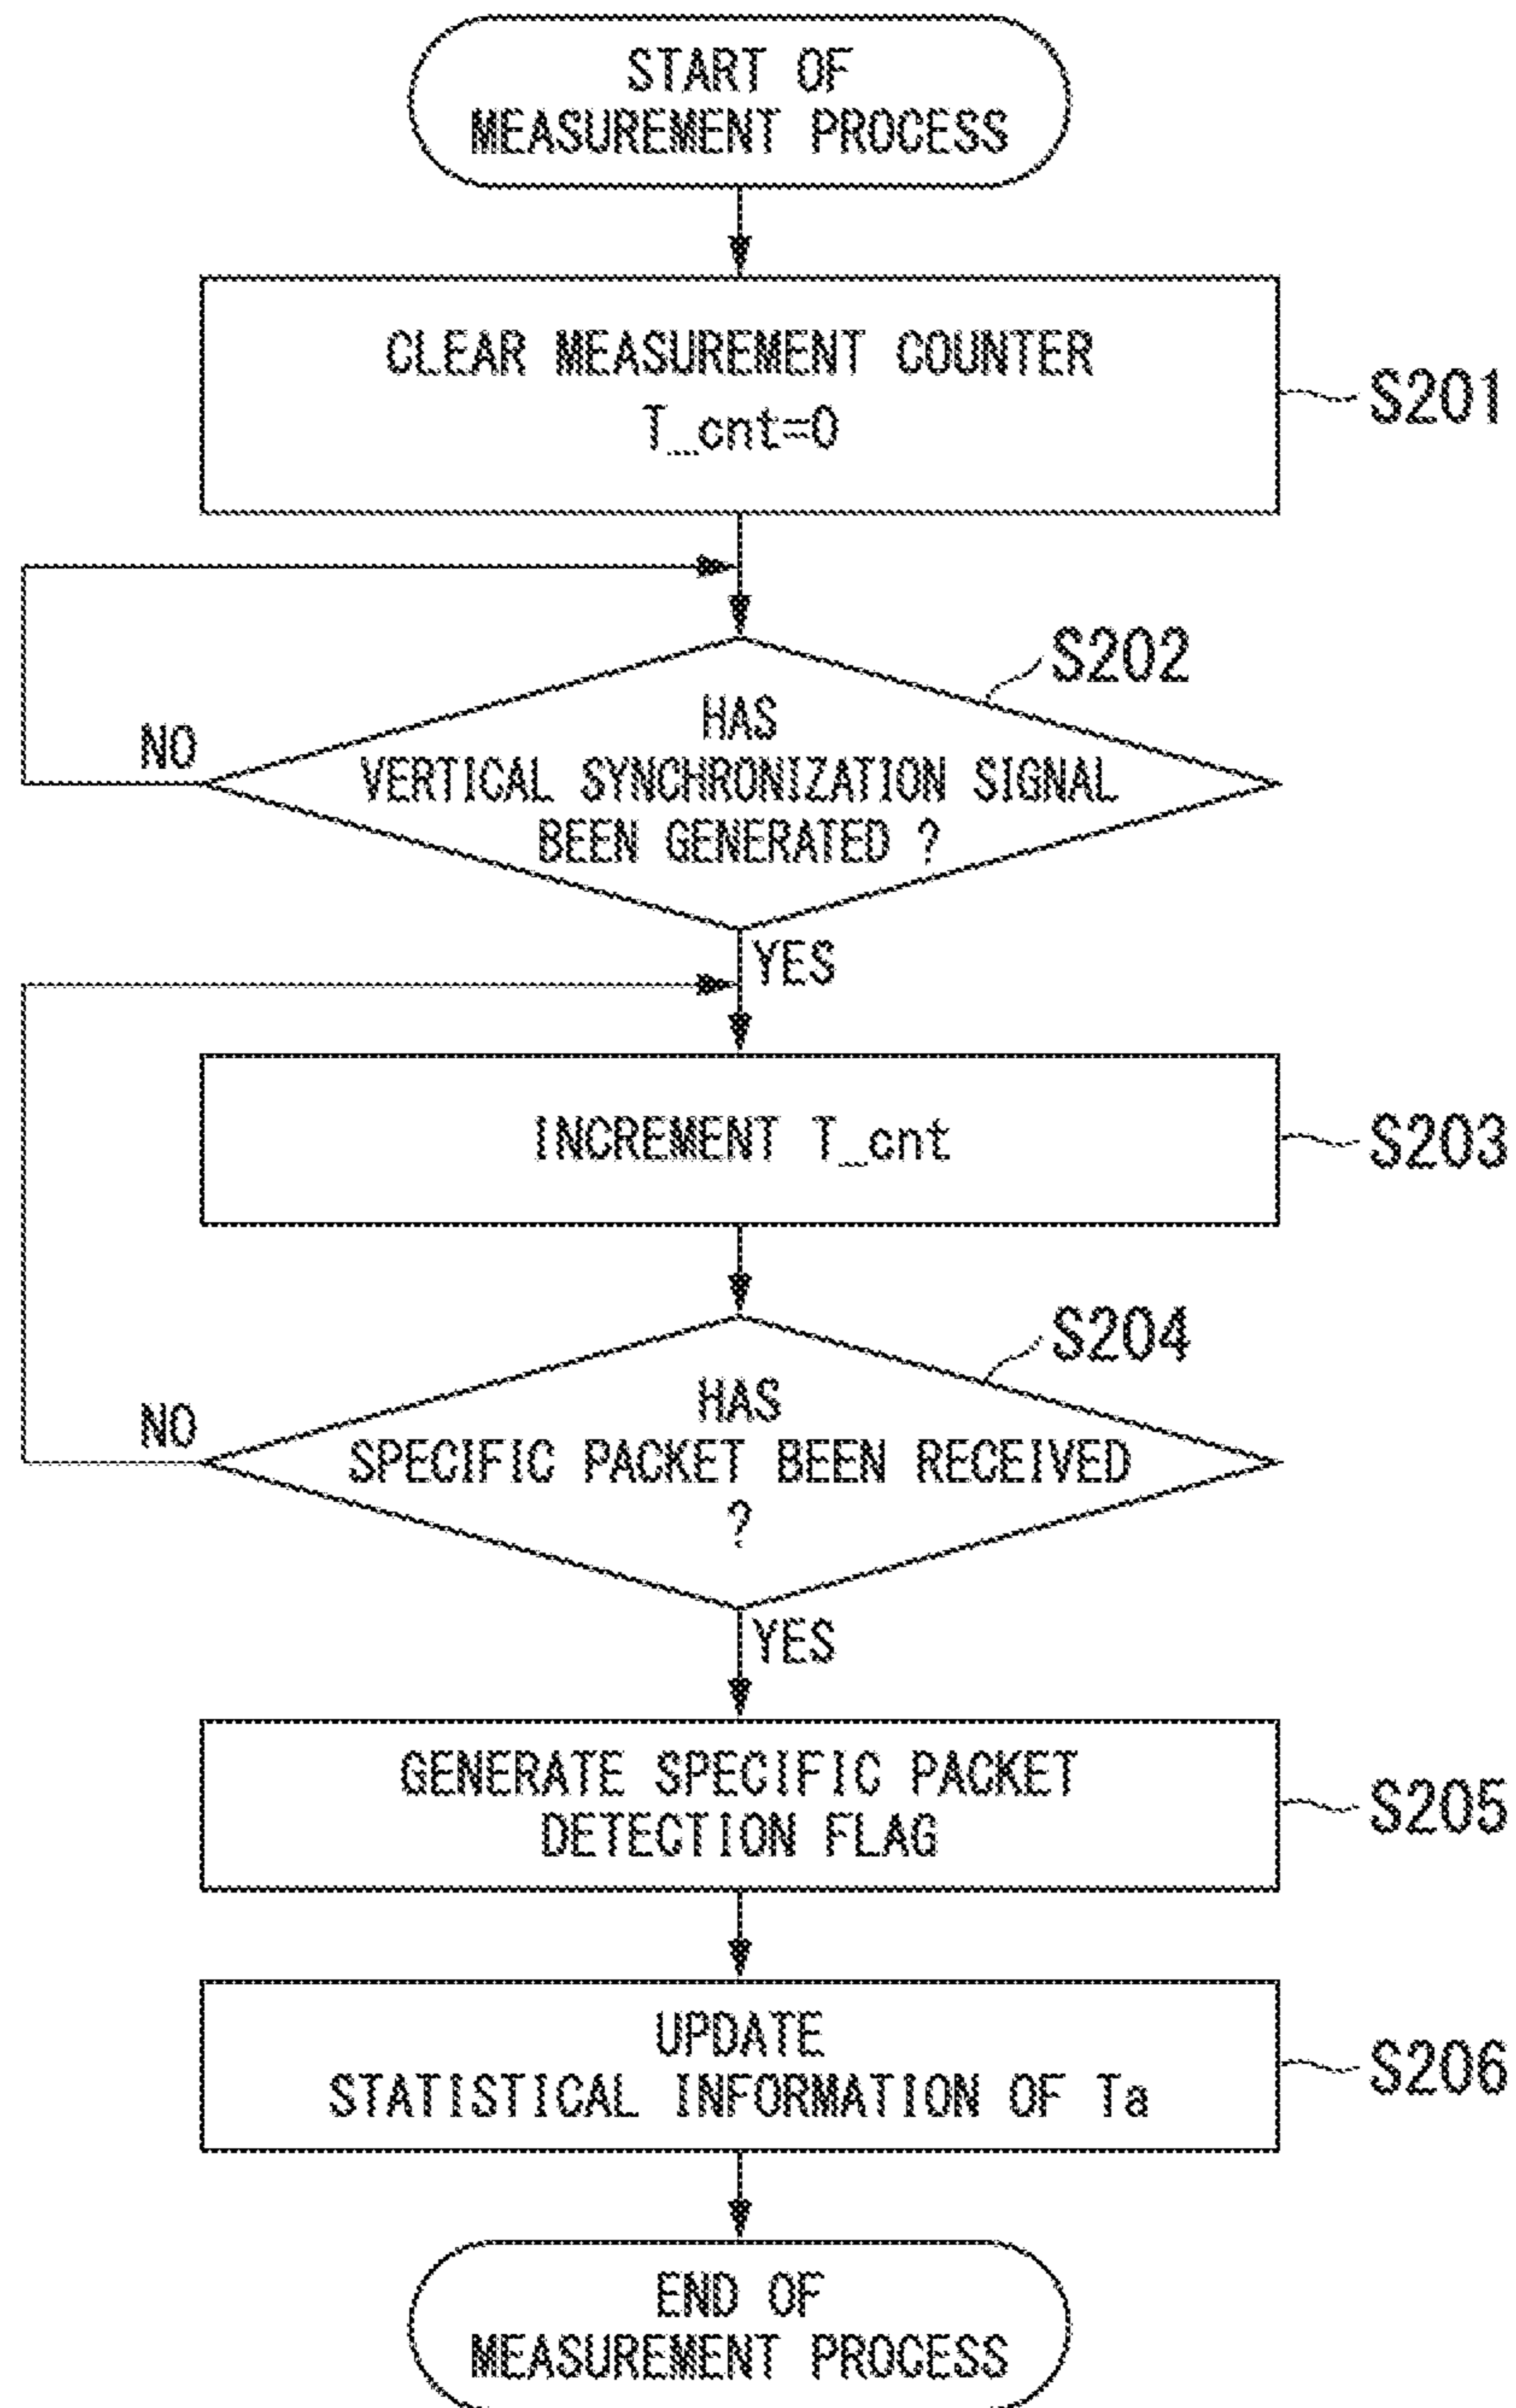 START OF
MEASUREMENT PROCESS
CLEAR MEASUREMENT COUNTER
T_cnt=0
S201
S202
HAS
VERTICAL SYNCHRONIZATION SIGNAL
BEEN GENERATED ?
NO
YES
INCREMENT T_cnt
S203
S204
HAS
SPECIFIC PACKET BEEN RECEIVED
?
NO
YES
GENERATE SPECIFIC PACKET
DETECTION FLAG
S205
UPDATE
STATISTICAL INFORMATION OF Ta
S206
END OF
MEASUREMENT PROCESS